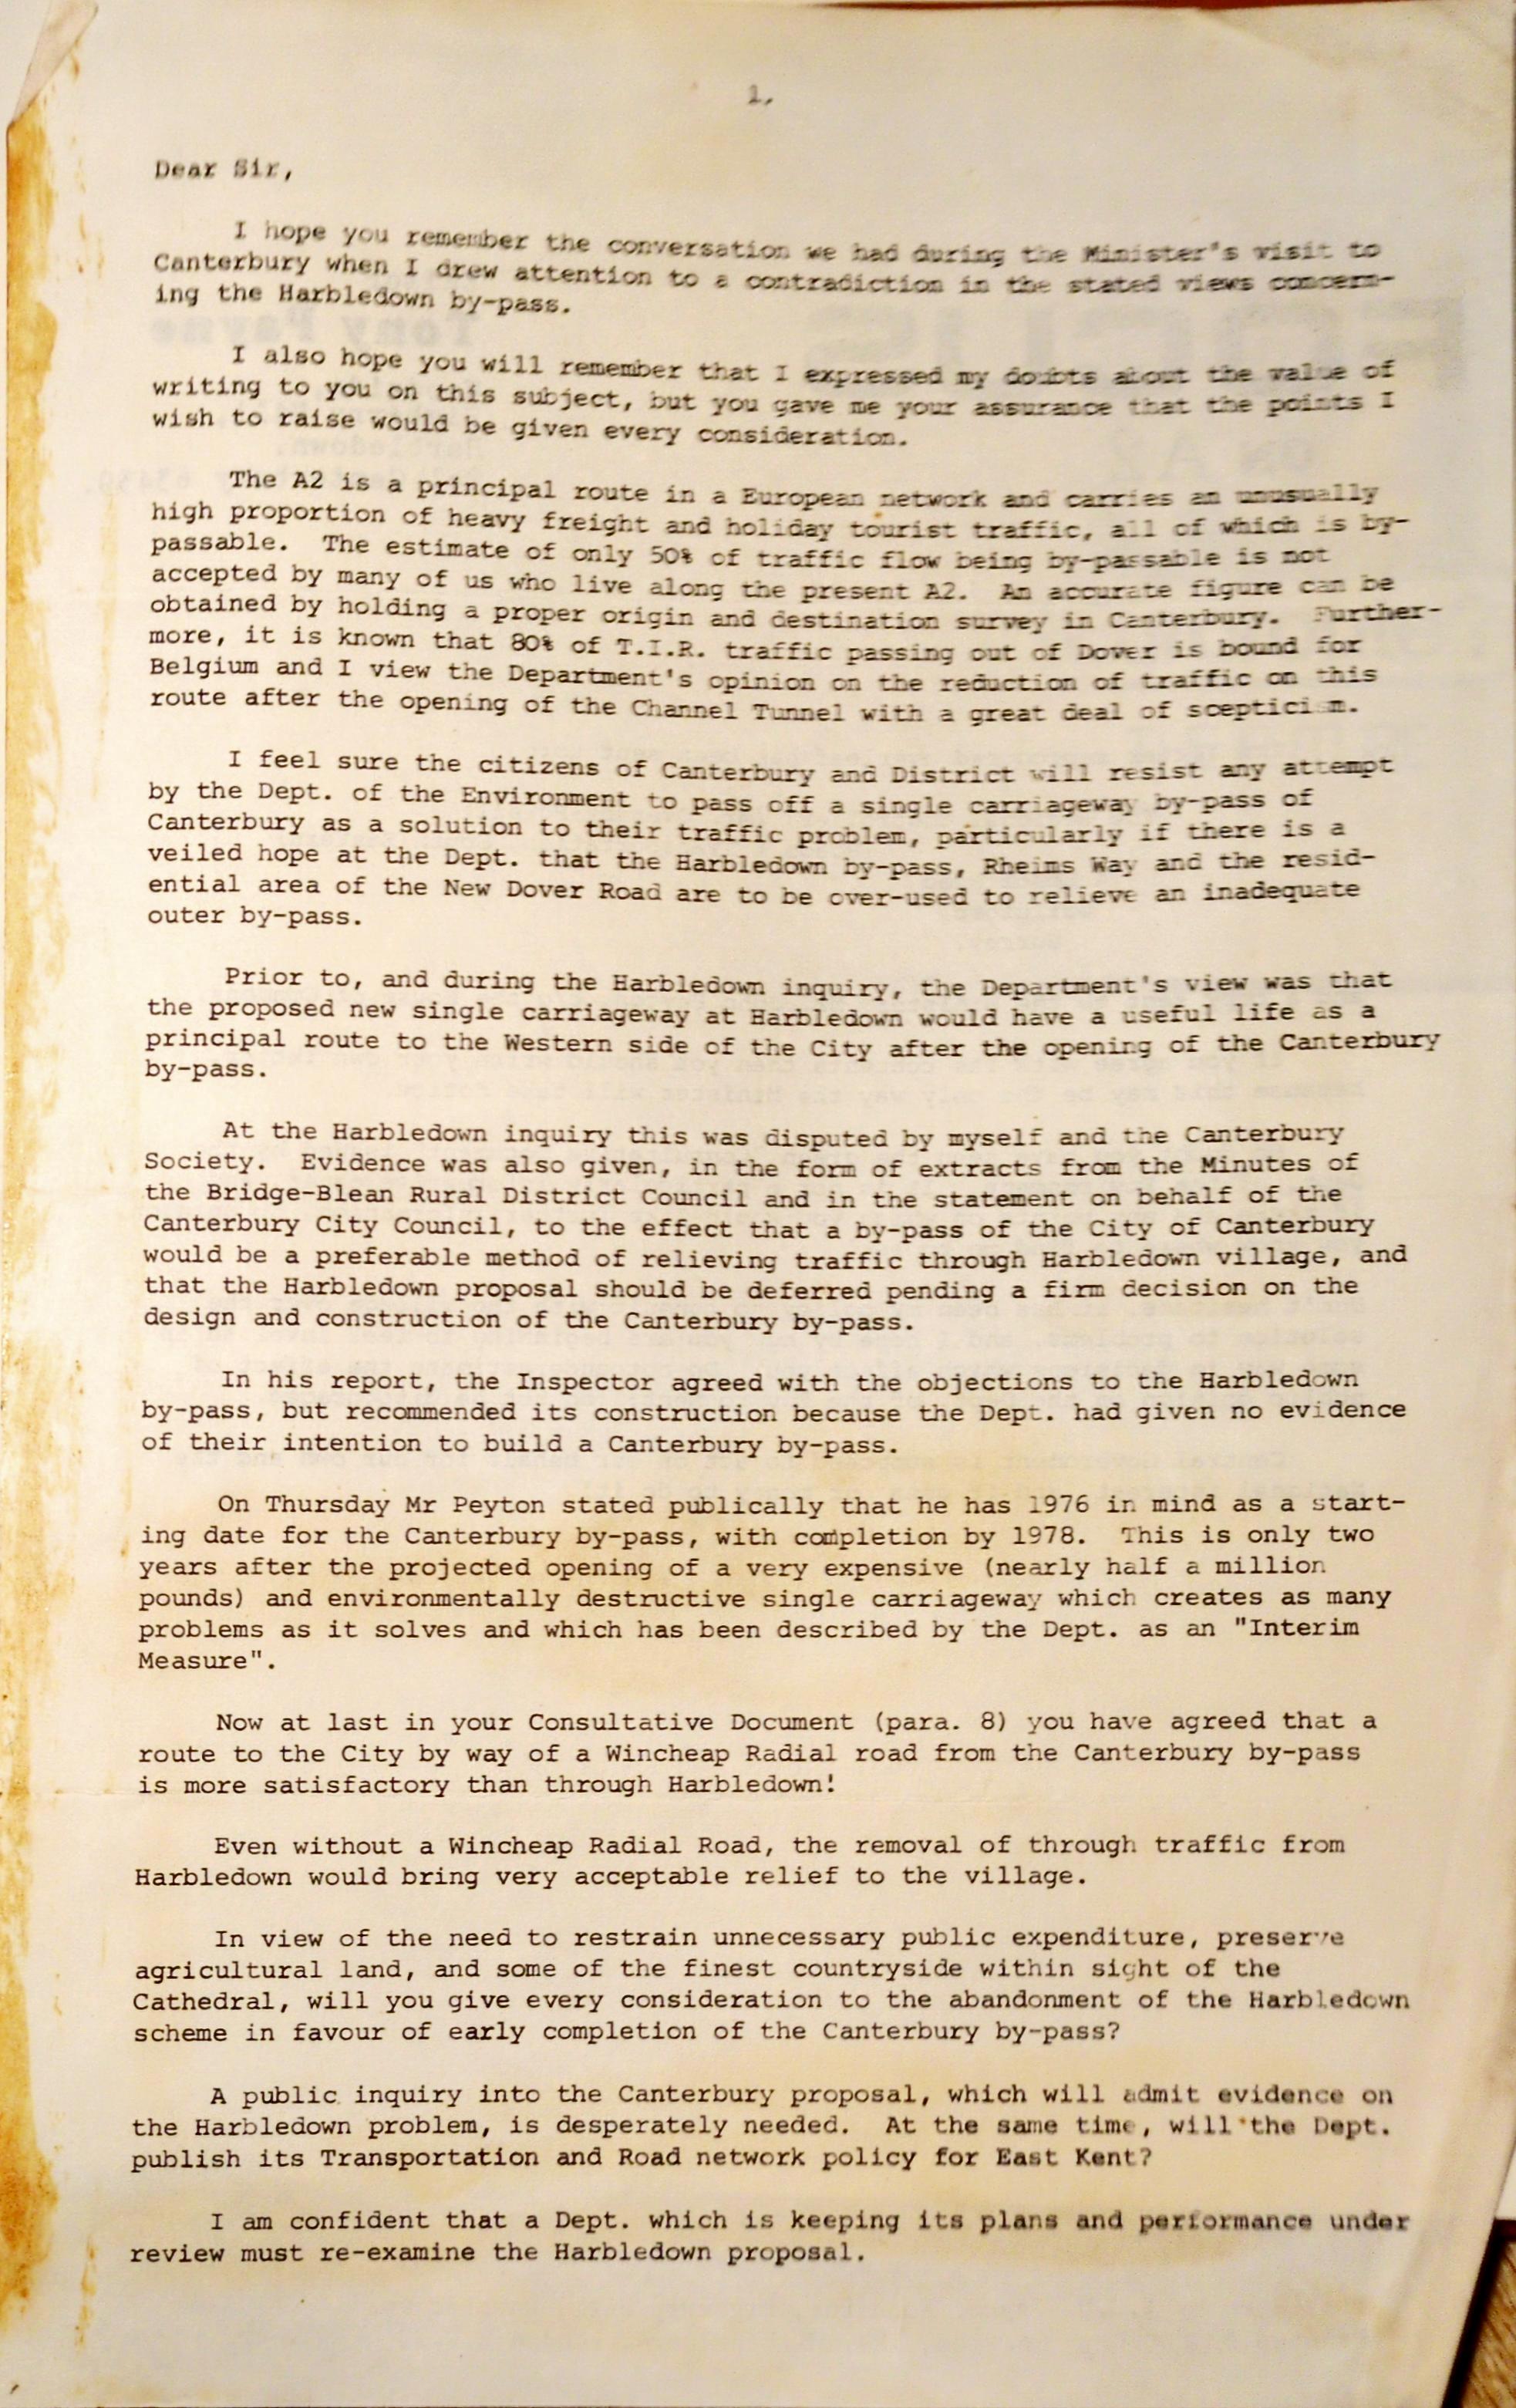 1.
Dear Sir,
I hope you remember the conversation we had during the Minister's visit to
Canterbury when I drew attention to a contradiction in the stated views concern-
ing the Harbledown by-pass.
I also hope you will remember that I expressed my doubts about the value of
writing to you on this subject, but you gave me your assurance that the points I
wish to raise would be given every consideration.
The A2 is a principal route in a European network and carries an unusually
high proportion of heavy freight and holiday tourist traffic, all of which is by-
passable. The estimate of only 50% of traffic flow being by-passable is not
accepted by many of us who live along the present A2. An accurate figure can be
obtained by holding a proper origin and destination survey in Canterbury. Further-
more, it is known that 80% of T.I.R. traffic passing out of Dover is bound for
Belgium and I view the Department's opinion on the reduction of traffic on this
route after the opening of the Channel Tunnel with a great deal of scepticism.
I feel sure the citizens of Canterbury and District will resist any attempt
by the Dept. of the Environment to pass off a single carriageway by-pass of
Canterbury as a solution to their traffic problem, particularly if there is a
veiled hope at the Dept. that the Harbledown by-pass, Rheims Way and the resid-
ential area of the New Dover Road are to be over-used to relieve an inadequate
outer by-pass.
Prior to, and during the Harbledown inquiry, the Department's view was that
the proposed new single carriageway at Harbledown would have a useful life as a
principal route to the Western side of the City after the opening of the Canterbury
by-pass.
At the Harbledown inquiry this was disputed by myself and the Canterbury
Society. Evidence was also given, in the form of extracts from the Minutes of
the Bridge-Blean Rural District Council and in the statement on behalf of the
Canterbury City Council, to the effect that a by-pass of the City of Canterbury
would be a preferable method of relieving traffic through Harbledown village, and
that the Harbledown proposal should be deferred pending a firm decision on the
design and construction of the Canterbury by-pass.
In his report, the Inspector agreed with the objections to the Harbledown
by-pass, but recommended its construction because the Dept. had given no evidence
of their intention to build a Canterbury by-pass.
On Thursday Mr Peyton stated publically that he has 1976 in mind as a start-
ing date for the Canterbury by-pass, with completion by 1978. This is only two
years after the projected opening of a very expensive (nearly half a million
pounds) and environmentally destructive single carriageway which creates as many
problems as it solves and which has been described by the Dept. as an "Interim
Measure".
Now at last in your Consultative Document (para. 8) you have agreed that a
route to the City by way of a Wincheap Radial road from the Canterbury by-pass
is more satisfactory than through Harbledown!
Even without a Wincheap Radial Road, the removal of through traffic from
Harbledown would bring very acceptable relief to the village.
In view of the need to restrain unnecessary public expenditure, preserve
agricultural land, and some of the finest countryside within sight of the
Cathedral, will you give every consideration to the abandonment of the Harbledown
scheme in favour of early completion of the Canterbury by-pass?
A public inquiry into the Canterbury proposal, which will admit evidence on
the Harbledown problem, is desperately needed. At the same time, will the Dept.
publish its Transportation and Road network policy for East Kent?
I am confident that a Dept. which is keeping its plans and performance under
review must re-examine the Harbledown proposal.